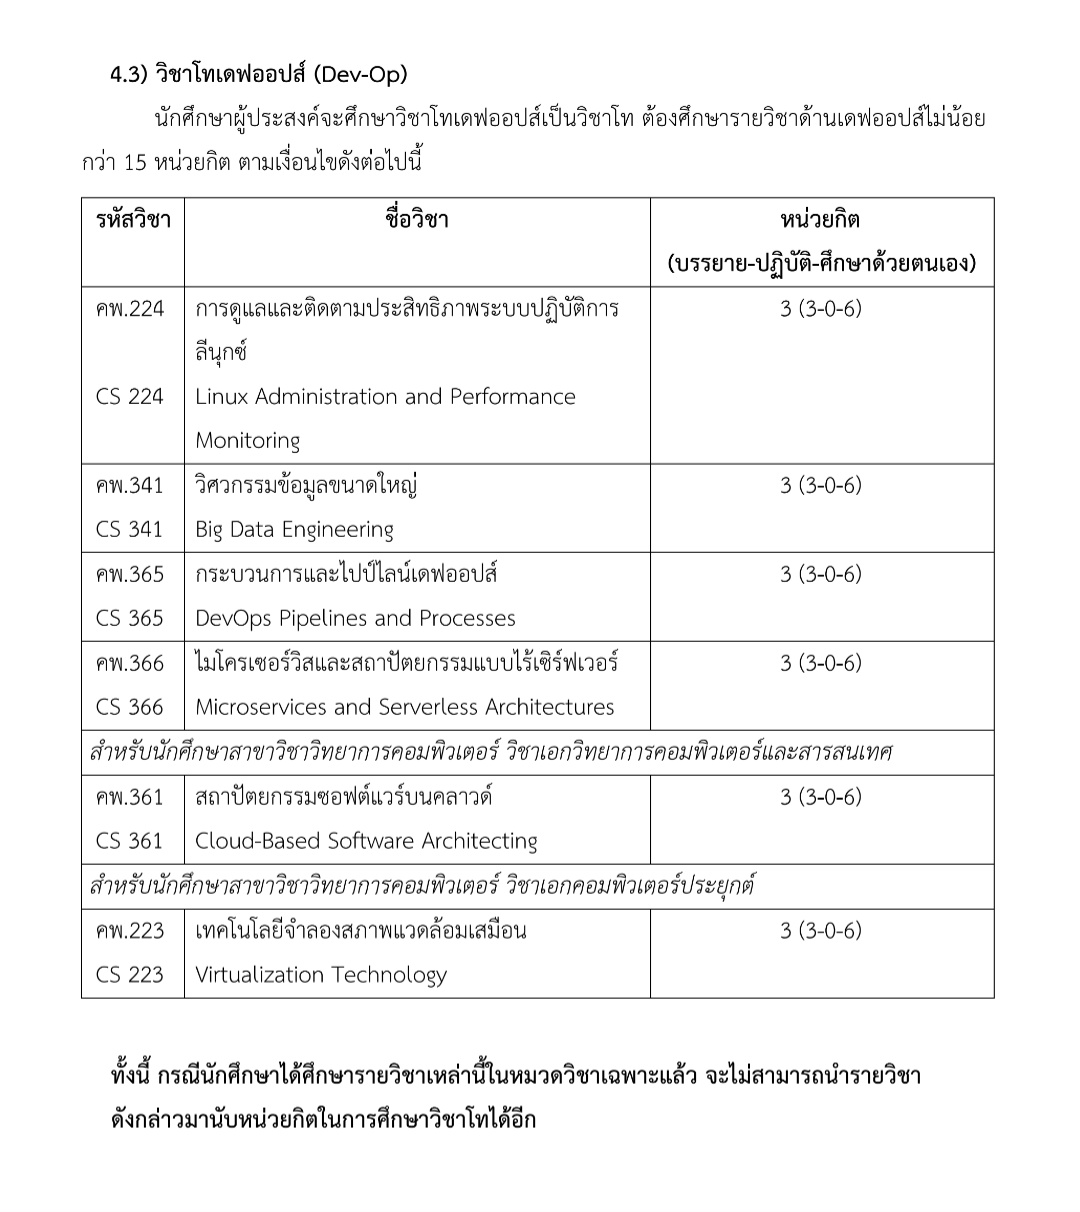 4.3) วิชาโทเดฟออปส์ (Dev-Op)
นักศึกษาผู้ประสงค์จะศึกษาวิชาโทเดฟออปส์เป็นวิชาโท ต้องศึกษารายวิชาด้านเดฟออปส์ไม่น้อย
กว่า 15 หน่วยกิต ตามเงื่อนไขดังต่อไปนี้
รหัสวิชา ชื่อวิชา หน่วยกิต
(บรรยาย-ปฏิบัติ-ศึกษาด้วยตนเอง)
คพ.224 การดูแลและติดตามประสิทธิภาพระบบปฏิบัติการ 3 (3-0-6)
ลีนุกซ์
CS 224 Linux Administration and Performance
Monitoring
คพ.341 วิศวกรรมข้อมูลขนาดใหญ่ 3 (3-0-6)
CS 341 Big Data Engineering
คพ.365 กระบวนการและไปป์ไลน์เดฟออปส์ 3 (3-0-6)
CS 365 DevOps Pipelines and Processes
คพ.366 ไมโครเซอร์วิสและสถาปัตยกรรมแบบไร้เซิร์ฟเวอร์ 3 (3-0-6)
CS 366 Microservices and Serverless Architectures
สำหรับนักศึกษาสาขาวิชาวิทยาการคอมพิวเตอร์ วิชาเอกวิทยาการคอมพิวเตอร์และสารสนเทศ
คพ.361 สถาปัตยกรรมซอฟต์แวร์บนคลาวด์ 3 (3-0-6)
CS 361 Cloud-Based Software Architecting
สำหรับนักศึกษาสาขาวิชาวิทยาการคอมพิวเตอร์ วิชาเอกคอมพิวเตอร์ประยุกต์
คพ.223 เทคโนโลยีจำลองสภาพแวดล้อมเสมือน 3 (3-0-6)
CS 223 Virtualization Technology
ทั้งนี้ กรณีนักศึกษาได้ศึกษารายวิชาเหล่านี้ในหมวดวิชาเฉพาะแล้ว จะไม่สามารถนำรายวิชา
ดังกล่าวมานับหน่วยกิตในการศึกษาวิชาโทได้อีก